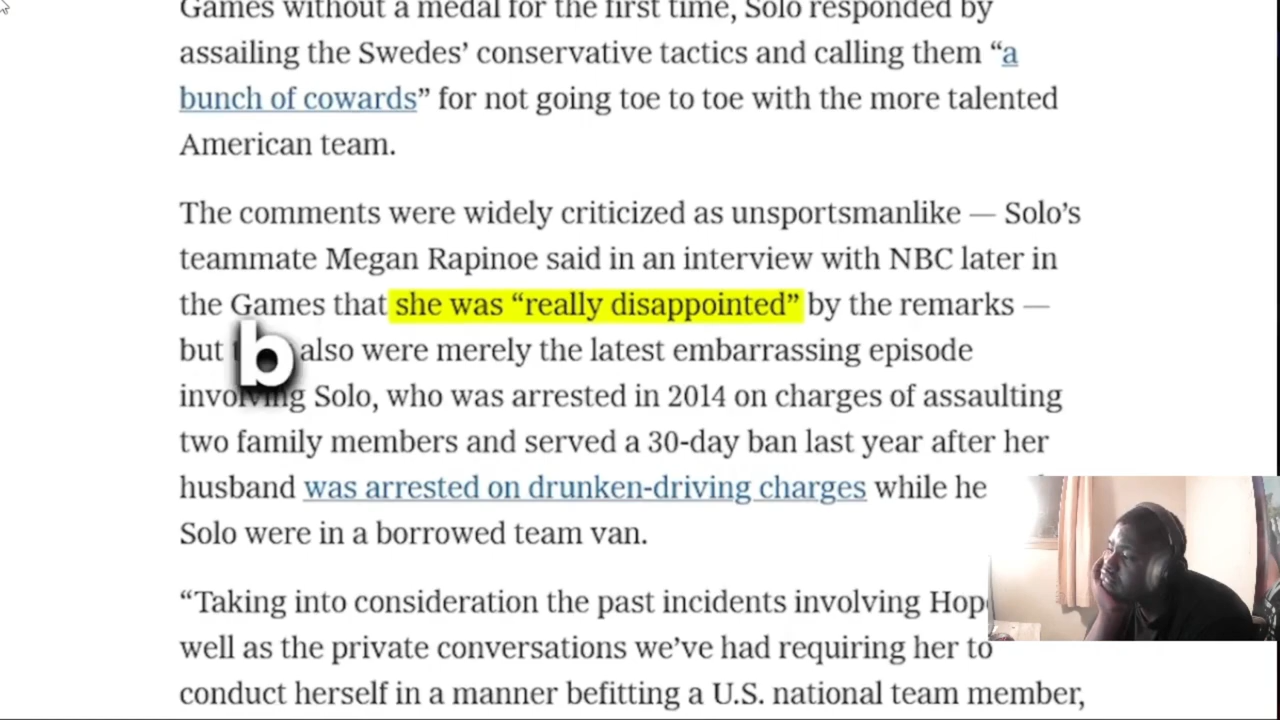 Games without a medal for the first time, Solo responded by
assailing the Swedes’ conservative tactics and calling them “a
bunch of cowards” for not going toe to toe with the more talented
American team.
The comments were widely criticized as unsportsmanlike — Solo’s
teammate Megan Rapinoe said in an interview with NBC later in
the Games that she was “really disappointed” by the remarks —
but also were merely the latest embarrassing episode
b
involving Solo, who was arrested in 2014 on charges of assaulting
two family members and served a 30-day ban last year after her
husband was arrested on drunken-driving charges while he
Solo were in a borrowed team van.
“Taking into consideration the past incidents involving
well as the private conversations we’ve had requiring her to
conduct herself in a manner befitting a U.S. national team member,